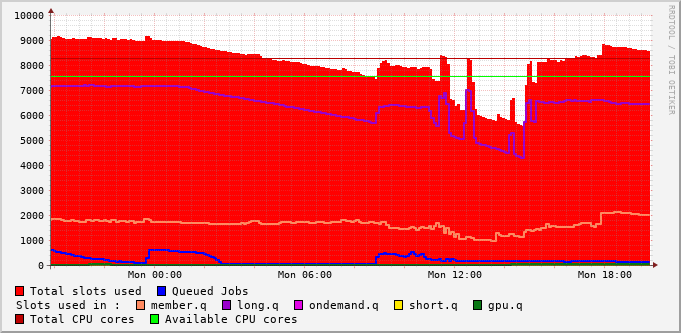 10000
9000
8000
7000
6000
5000
4000
3000
2000
1000
0
Mon 00:00 Mon 06:00 Mon 12:00 Mon 18:00
Total slots used Queued Jobs
Slots used in : member.q long.q ondemand.q short.q gpu.q
Total CPU cores Available CPU cores
RRDTOOL / TOBI OETIKER